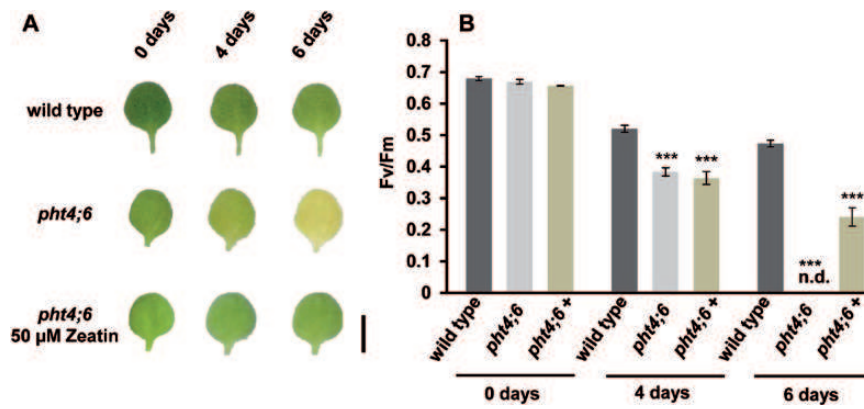 A
0 days
4 days
6 days
wild type
pht4;6
pht4;6
50 µM Zeatin
B
Fv/Fm
0.8
0.7
0.6
0.5
0.4
0.3
0.2
0.1
0
***
***
***
n.d.
***
wild type
pht4;6
pht4;6 +
wild type
pht4;6
pht4;6 +
wild type
pht4;6
pht4;6 +
0 days
4 days
6 days